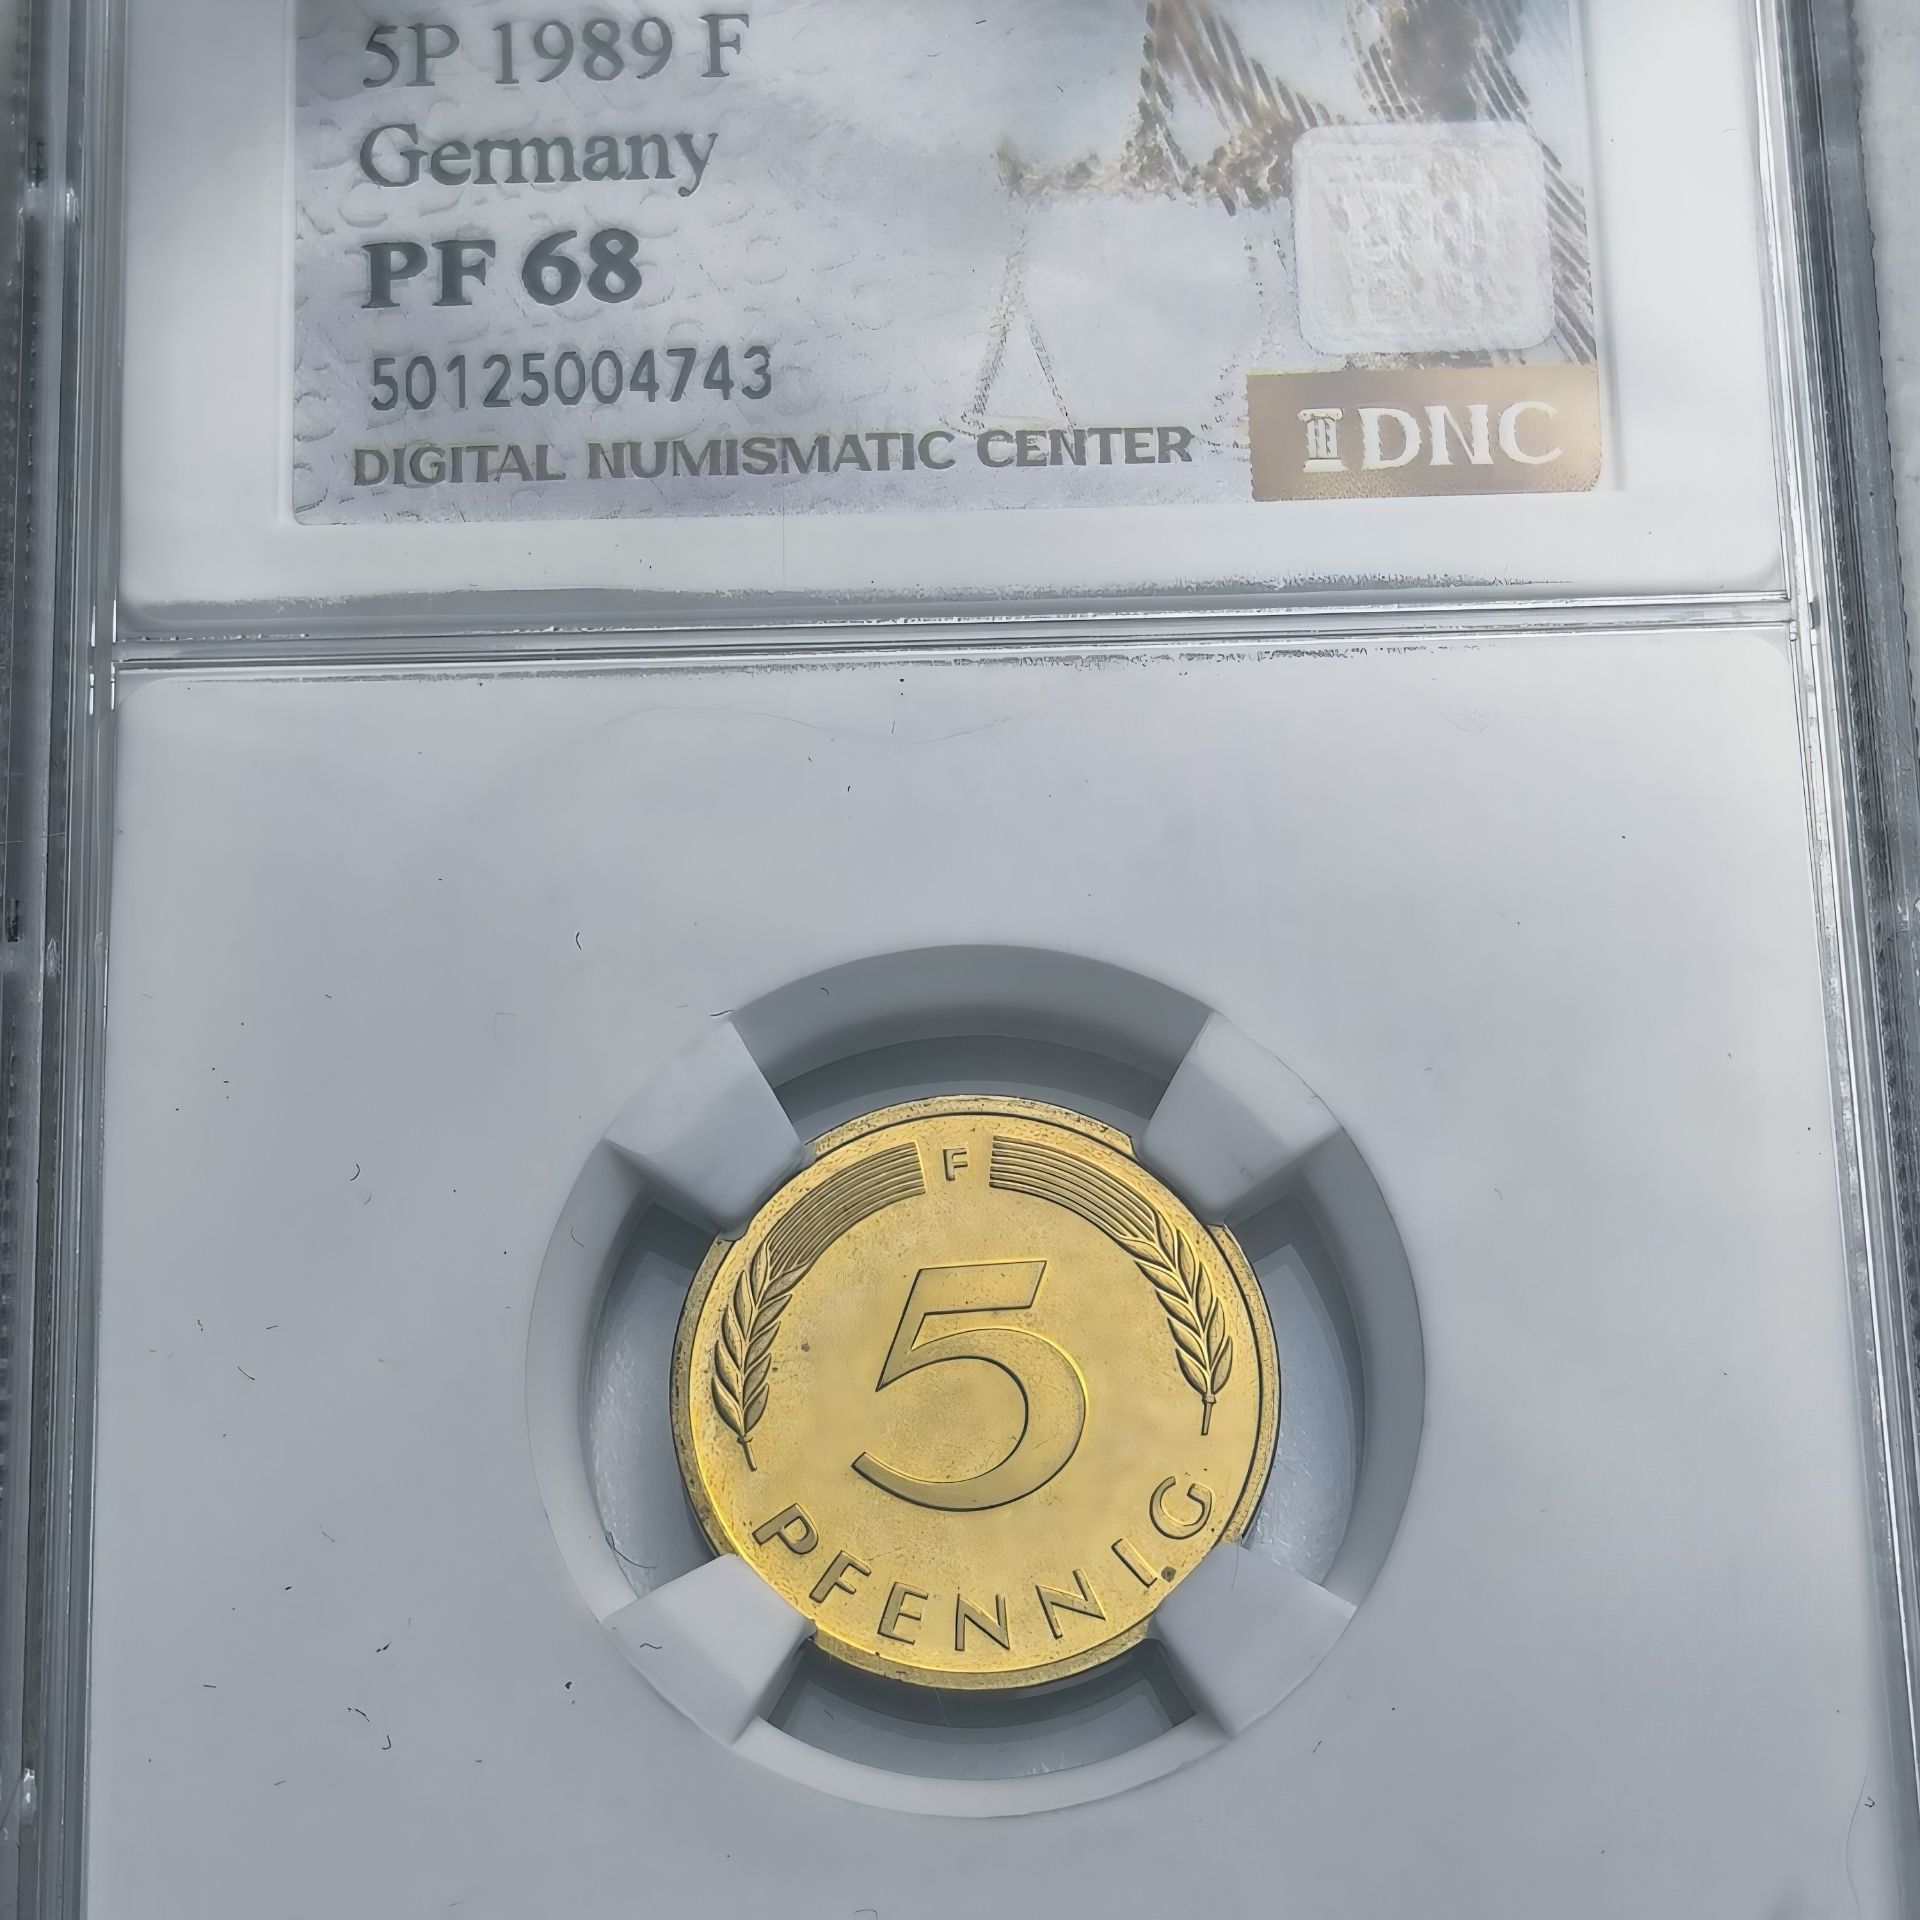 5P 1989 F
Germany
PF 68
50125004743
DIGITAL NUMISMATIC CENTER
DNC
F
5
PFENNIG